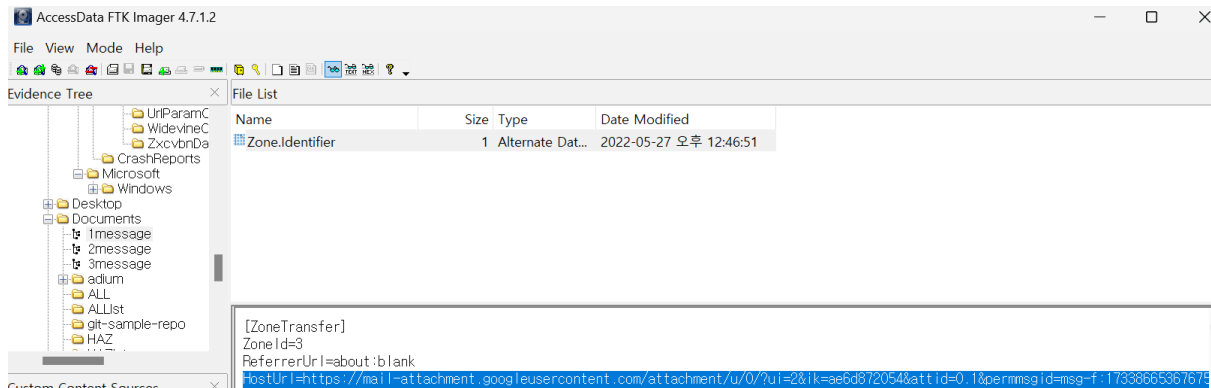 AccessData FTK Imager 4.7.1.2
File View Mode Help
Evidence Tree
File List
UrlParamC
WidevineC
ZxcvbnDa
CrashReports
Microsoft
Windows
Desktop
Documents
1message
2message
3message
adium
ALL
ALLIst
git-sample-repo
HAZ
Name Size Type Date Modified
Zone.Identifier 1 Alternate Dat... 2022-05-27 오후 12:46:51
[ZoneTransfer]
ZoneId=3
ReferrerUrl=about:blank
HostUrl=https://mail-attachment.googleusercontent.com/attachment/u/0/?ui=2&ik=ae6d872054&attid=0.1&permmsgid=msg-f:17338665367675
Custom Content Sources